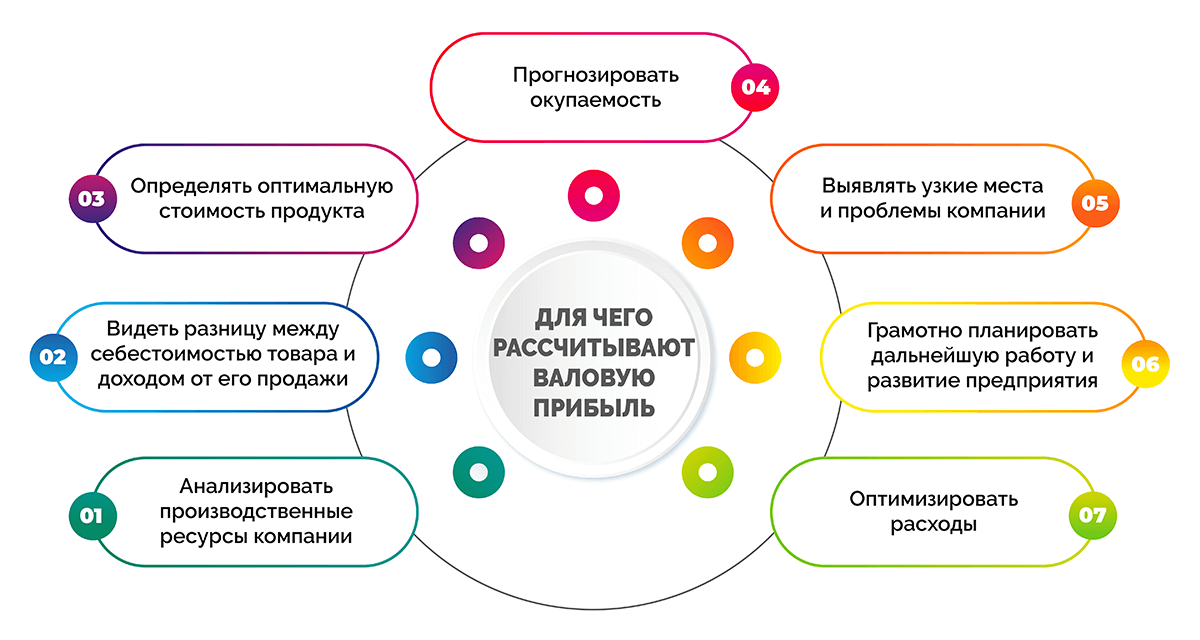 ДЛЯ ЧЕГО
РАССЧИТЫВАЮТ
ВАЛОВУЮ
ПРИБЫЛЬ
01
Анализировать
производственные
ресурсы компании
02
Видеть разницу между
себестоимостью товара и
доходом от его продажи
03
Определять оптимальную
стоимость продукта
04
Прогнозировать
окупаемость
05
Выявлять узкие места
и проблемы компании
06
Грамотно планировать
дальнейшую работу и
развитие предприятия
07
Оптимизировать
расходы